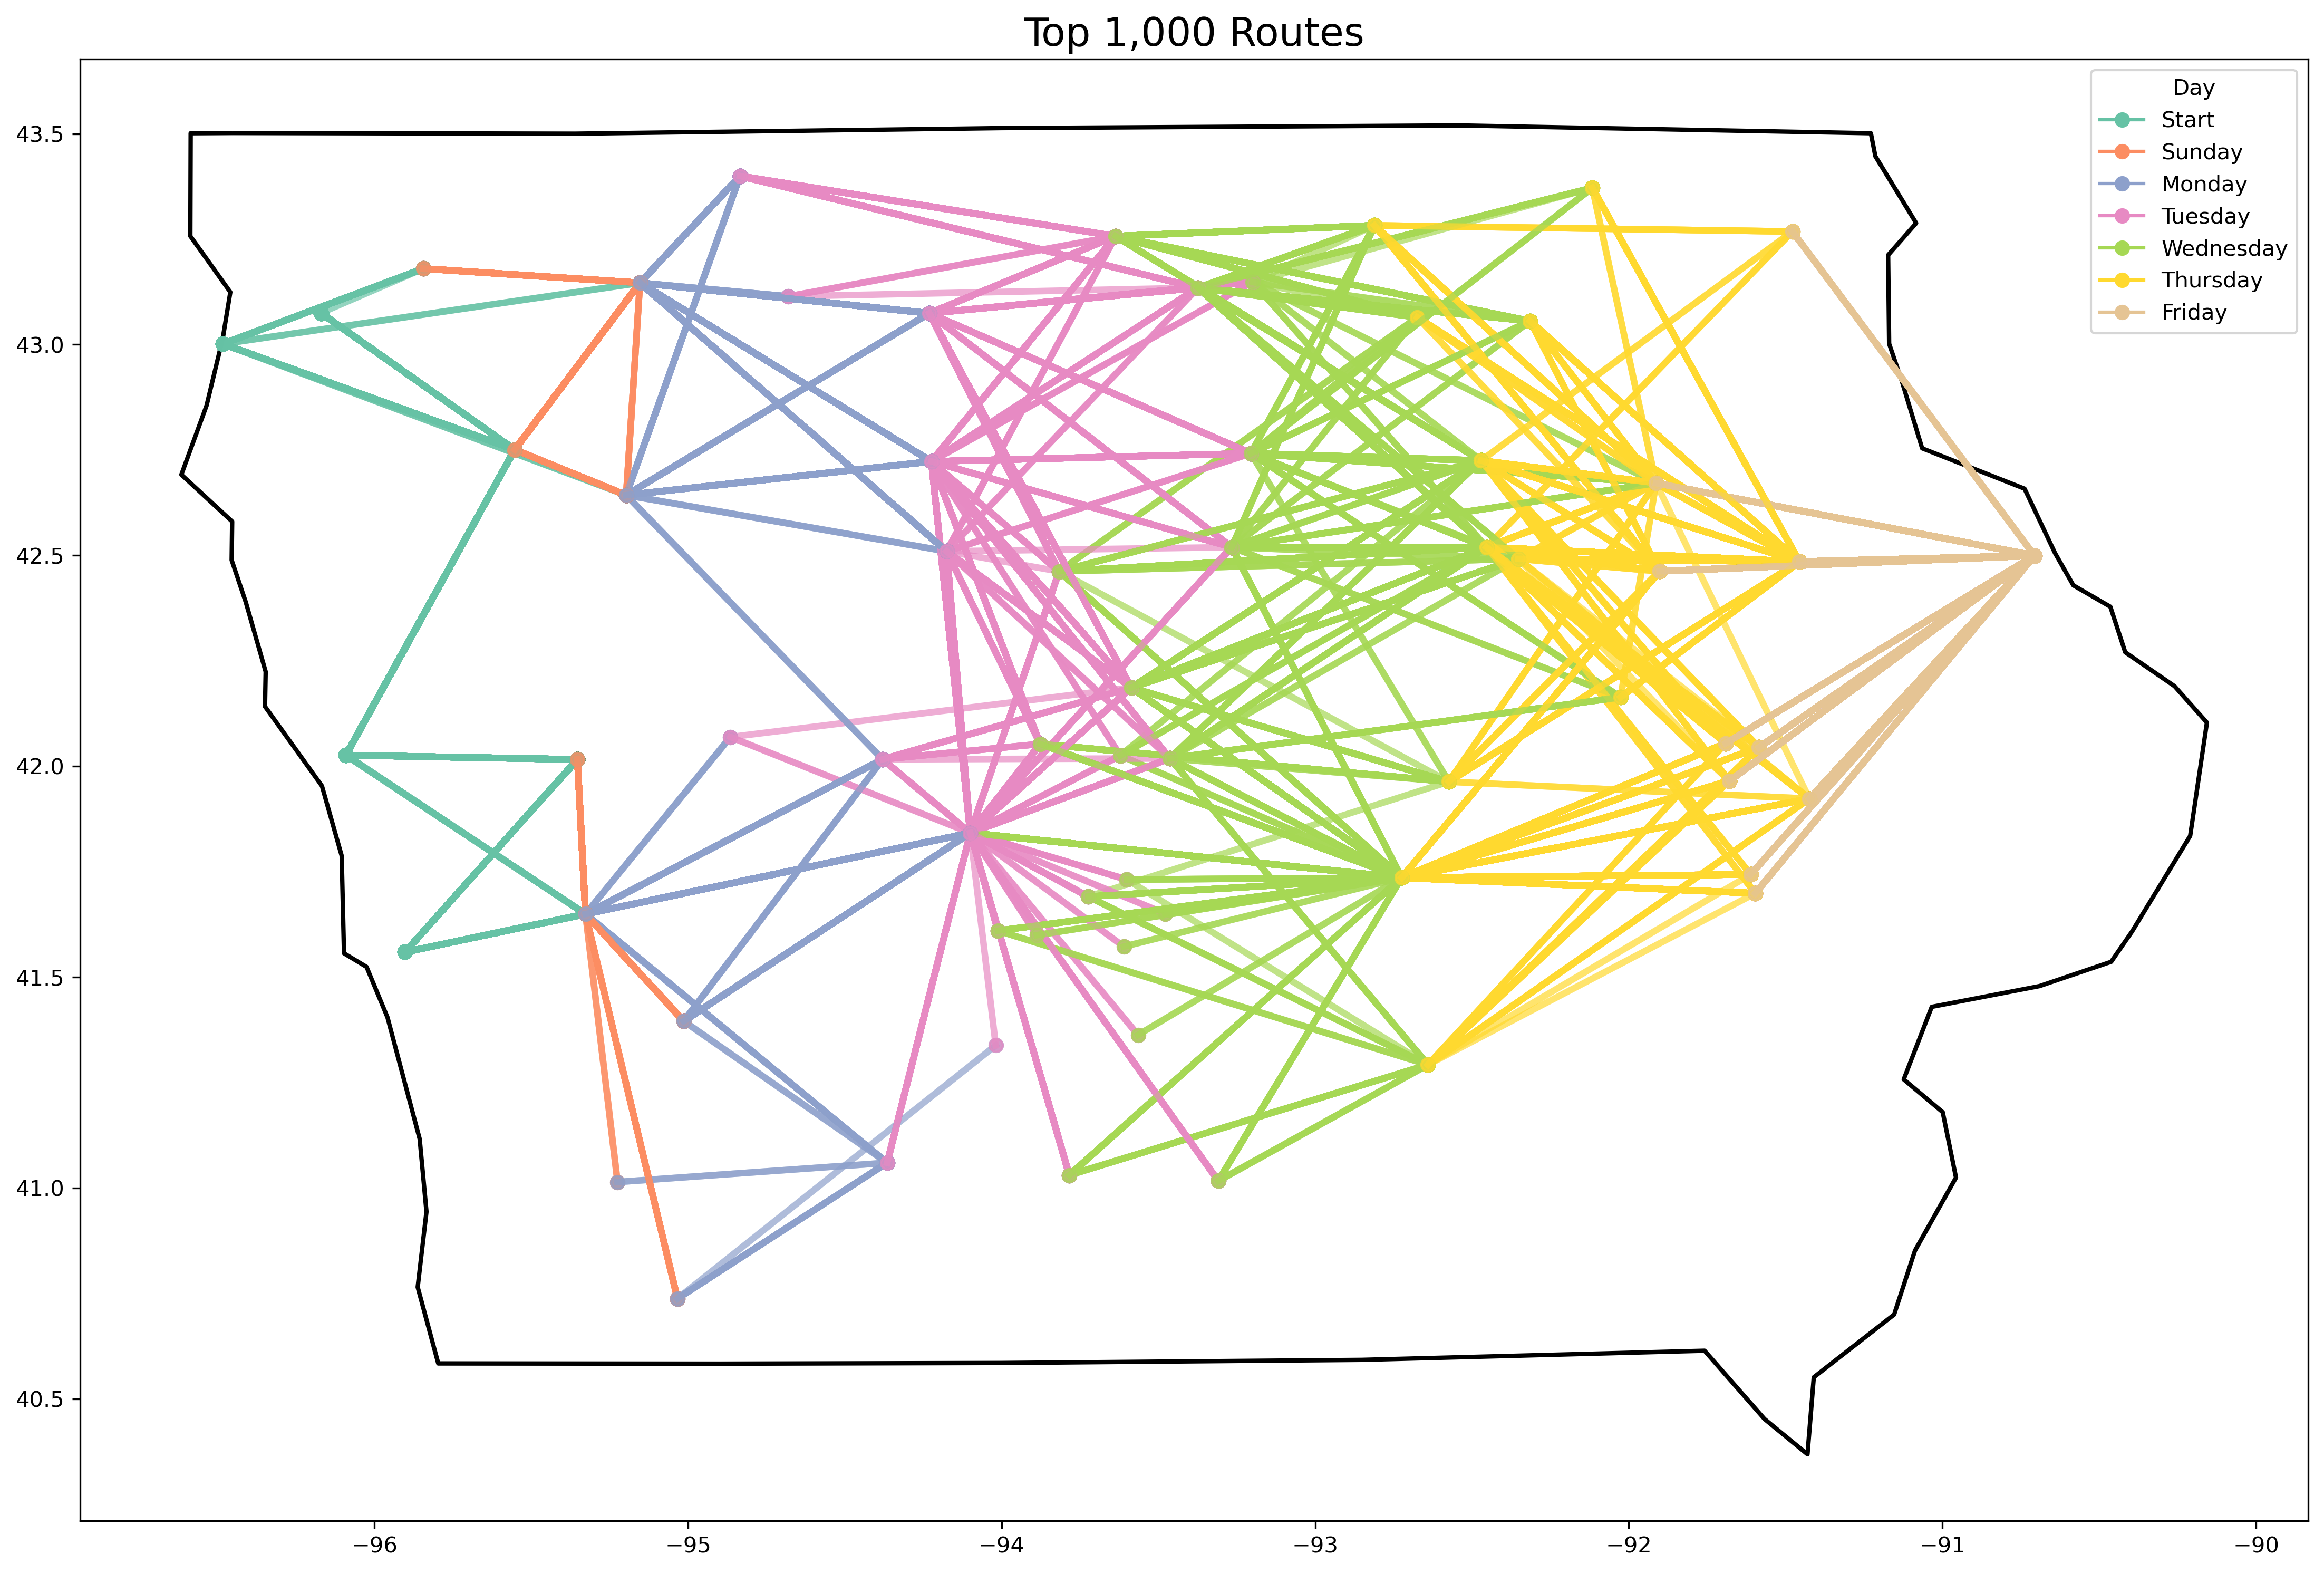 Top 1,000 Routes
Day
Start
Sunday
Monday
Tuesday
Wednesday
Thursday
Friday
43.5
43.0
42.5
42.0
41.5
41.0
40.5
−96 −95 −94 −93 −92 −91 −90